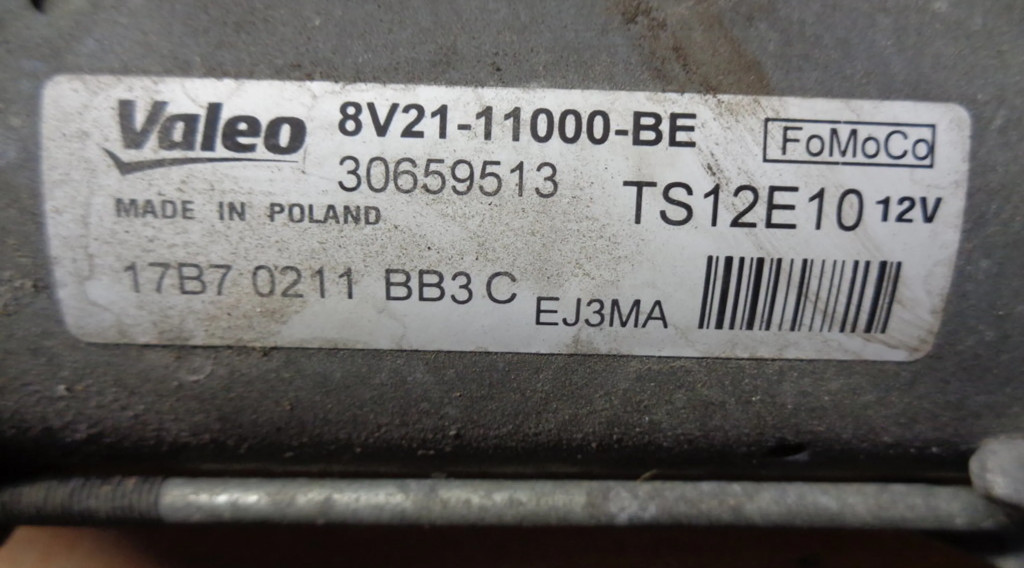 Valeo 8V21-11000-BE FoMoCo
30659513 TS12E10 12V
MADE IN POLAND
17B7 0211 BB3 C EJ3MA